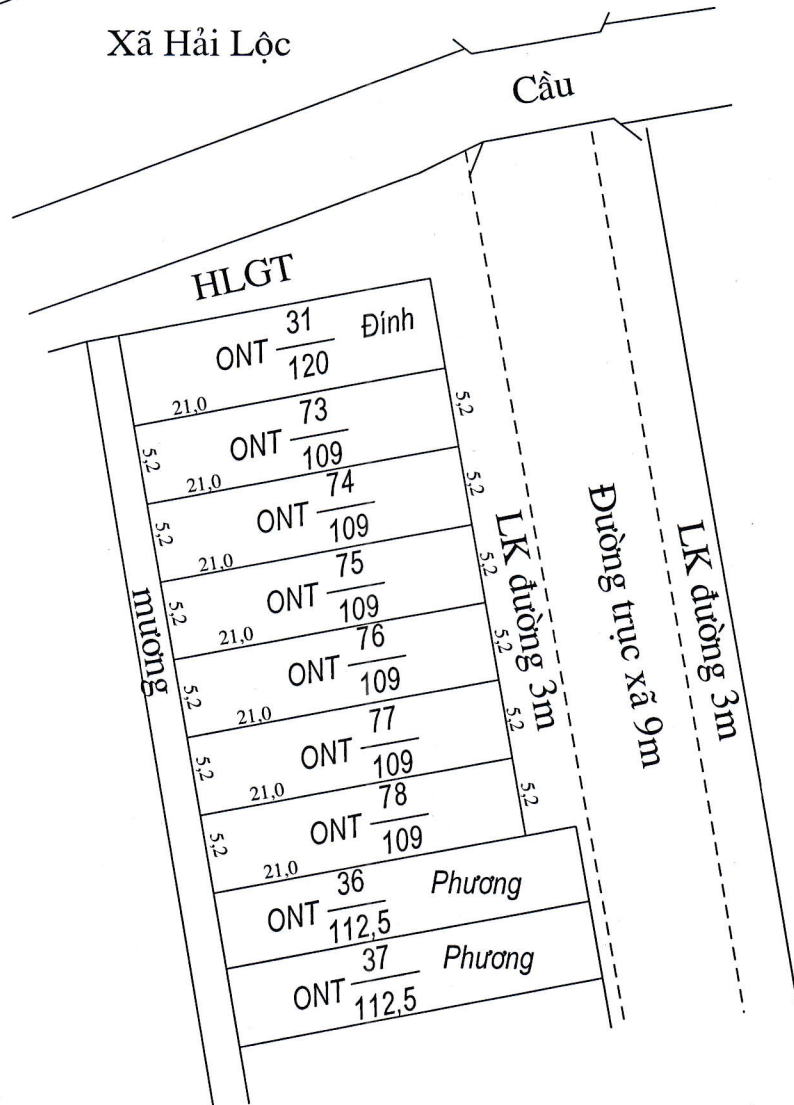 Xã Hải Lộc
Cầu
HLGT
ONT 31/120 Đính
21,0
5,2
ONT 73/109
5,2
21,0
5,2
ONT 74/109
5,2
21,0
5,2
ONT 75/109
5,2
21,0
5,2
ONT 76/109
5,2
21,0
5,2
ONT 77/109
5,2
21,0
5,2
ONT 78/109
5,2
21,0
ONT 36/112,5 Phương
ONT 37/112,5 Phương
mương
LK đường 3m
Đường trục xã 9m
LK đường 3m